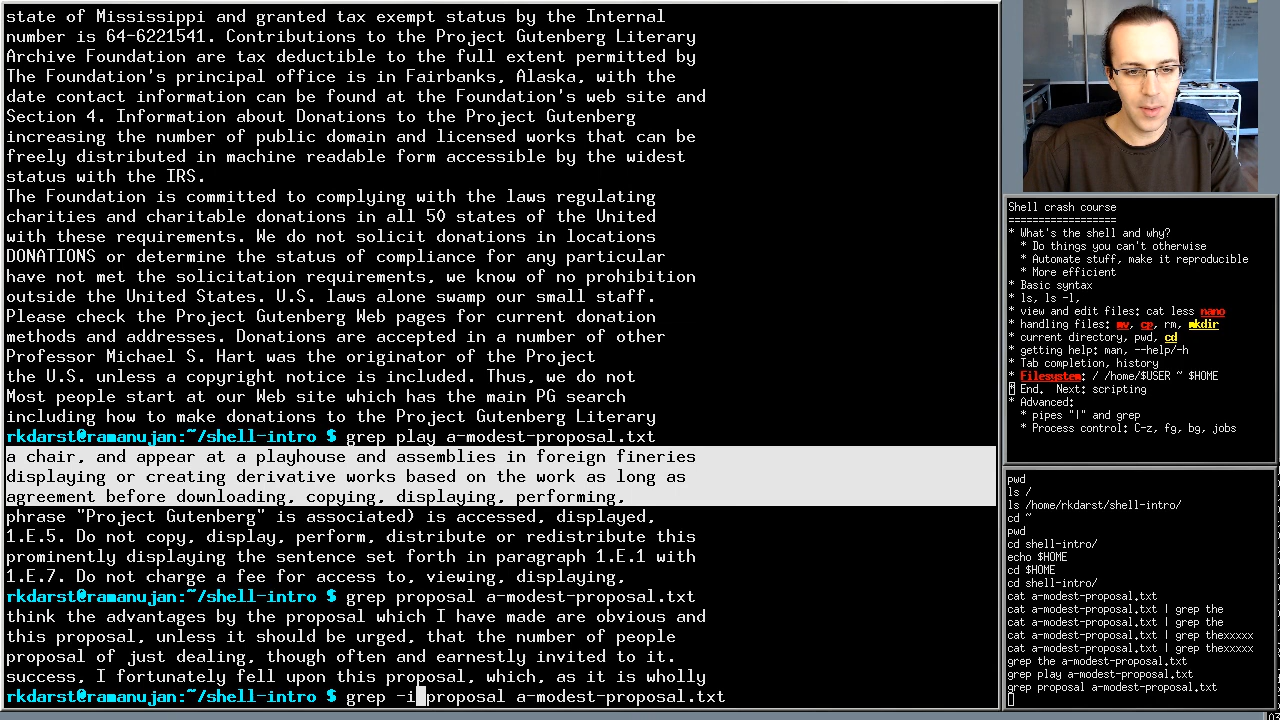 state of Mississippi and granted tax exempt status by the Internal
number is 64-6221541. Contributions to the Project Gutenberg Literary
Archive Foundation are tax deductible to the full extent permitted by
The Foundation's principal office is in Fairbanks, Alaska, with the
date contact information can be found at the Foundation's web site and
Section 4. Information about Donations to the Project Gutenberg
increasing the number of public domain and licensed works that can be
freely distributed in machine readable form accessible by the widest
status with the IRS.
The Foundation is committed to complying with the laws regulating
charities and charitable donations in all 50 states of the United
with these requirements. We do not solicit donations in locations
DONATIONS or determine the status of compliance for any particular
have not met the solicitation requirements, we know of no prohibition
outside the United States. U.S. laws alone swamp our small staff.
Please check the Project Gutenberg Web pages for current donation
methods and addresses. Donations are accepted in a number of other
Professor Michael S. Hart was the originator of the Project
the U.S. unless a copyright notice is included. Thus, we do not
Most people start at our Web site which has the main PG search
including how to make donations to the Project Gutenberg Literary
rkdarst@ramanujan:~/shell-intro $ grep play a-modest-proposal.txt
a chair, and appear at a playhouse and assemblies in foreign fineries
displaying or creating derivative works based on the work as long as
agreement before downloading, copying, displaying, performing,
phrase "Project Gutenberg" is associated) is accessed, displayed,
1.E.5. Do not copy, display, perform, distribute or redistribute this
prominently displaying the sentence set forth in paragraph 1.E.1 with
1.E.7. Do not charge a fee for access to, viewing, displaying,
rkdarst@ramanujan:~/shell-intro $ grep proposal a-modest-proposal.txt
think the advantages by the proposal which I have made are obvious and
this proposal, unless it should be urged, that the number of people
proposal of just dealing, though often and earnestly invited to it.
success, I fortunately fell upon this proposal, which, as it is wholly
rkdarst@ramanujan:~/shell-intro $ grep -i proposal a-modest-proposal.txt
Shell crash course
==================
* What's the shell and why?
* Do things you can't otherwise
* Automate stuff, make it reproducible
* More efficient
* Basic syntax
* ls, ls -l,
* view and edit files: cat less nano
* handling files: mv, cp, rm, mkdir
* current directory, pwd, cd
* getting help: man, --help/-h
* Tab completion, history
* Filesystem: / /home/$USER ~ $HOME
* End. Next: scripting
* Advanced:
* pipes "|" and grep
* Process control: C-z, fg, bg, jobs
pwd
ls /
ls /home/rkdarst/shell-intro/
cd ~
pwd
cd shell-intro/
echo $HOME
cd $HOME
cd shell-intro/
cat a-modest-proposal.txt
cat a-modest-proposal.txt | grep the
cat a-modest-proposal.txt | grep the
cat a-modest-proposal.txt | grep thexxxxx
cat a-modest-proposal.txt | grep thexxxxx
grep the a-modest-proposal.txt
grep play a-modest-proposal.txt
grep proposal a-modest-proposal.txt